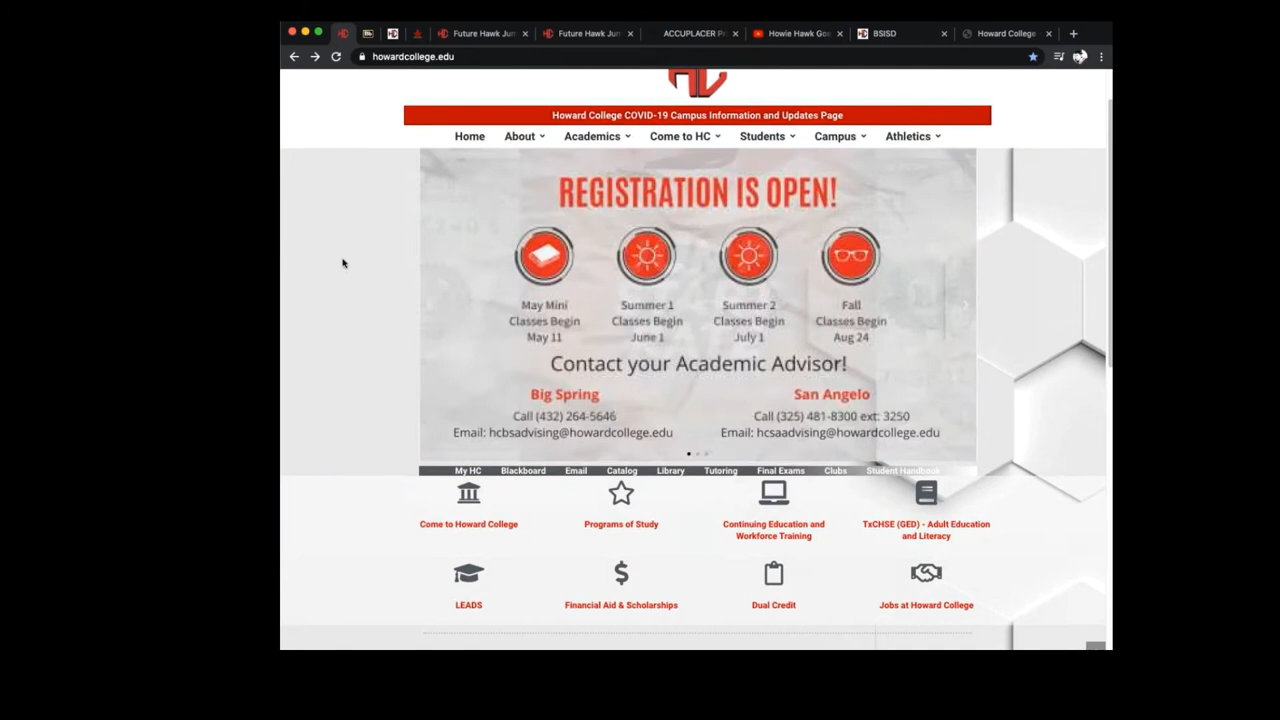 Future Hawk Jun
Future Hawk Jun
ACCUPLACER P
Howie Hawk Goe
BSISD
Howard College
howardcollege.edu
HC
Howard College COVID-19 Campus Information and Updates Page
Home About Academics Come to HC Students Campus Athletics
REGISTRATION IS OPEN!
May Mini
Classes Begin
May 11
Summer 1
Classes Begin
June 1
Summer 2
Classes Begin
July 1
Fall
Classes Begin
Aug 24
Contact your Academic Advisor!
Big Spring
Call (432) 264-5646
Email: hcbsadvising@howardcollege.edu
San Angelo
Call (325) 481-8300 ext: 3250
Email: hcsaadvising@howardcollege.edu
My HC Blackboard Email Catalog Library Tutoring Final Exams Clubs Student Handbook
Come to Howard College
Programs of Study
Continuing Education and
Workforce Training
TxCHSE (GED) - Adult Education
and Literacy
LEADS
Financial Aid & Scholarships
Dual Credit
Jobs at Howard College